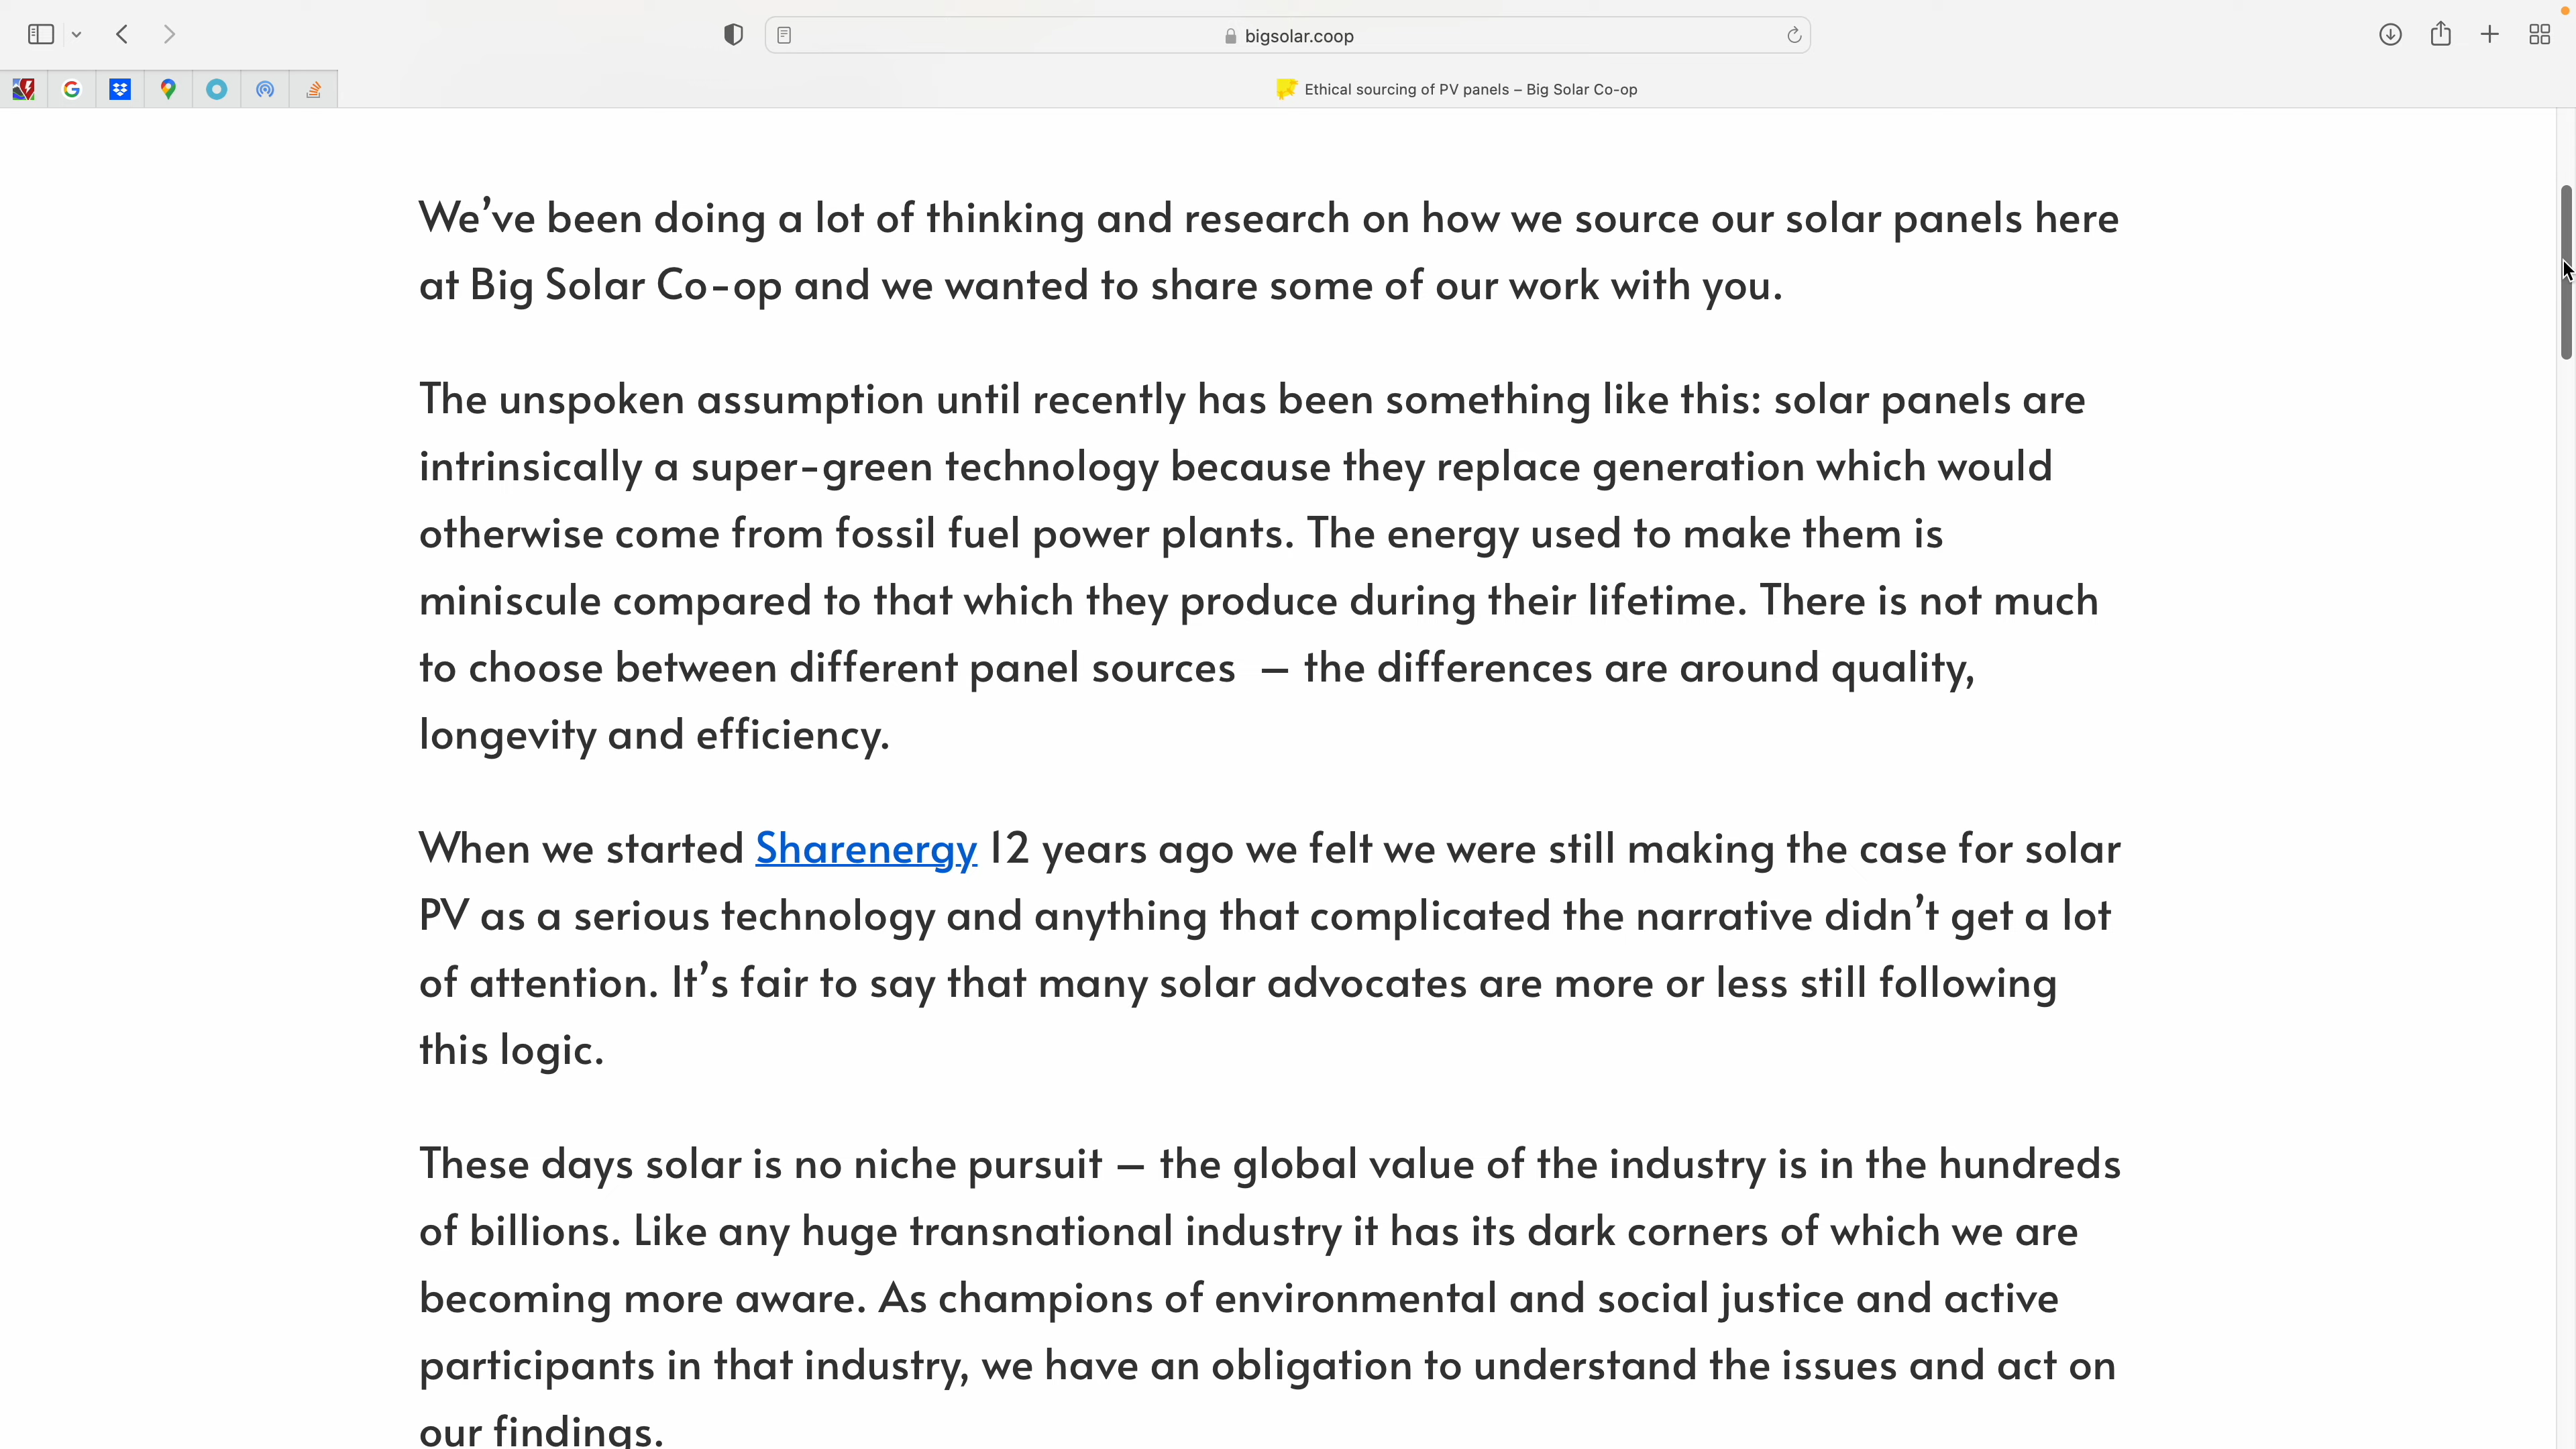 bigsolar.coop
Ethical sourcing of PV panels – Big Solar Co-op
We’ve been doing a lot of thinking and research on how we source our solar panels here
at Big Solar Co-op and we wanted to share some of our work with you.
The unspoken assumption until recently has been something like this: solar panels are
intrinsically a super-green technology because they replace generation which would
otherwise come from fossil fuel power plants. The energy used to make them is
miniscule compared to that which they produce during their lifetime. There is not much
to choose between different panel sources  – the differences are around quality,
longevity and efficiency.
When we started Sharenergy 12 years ago we felt we were still making the case for solar
PV as a serious technology and anything that complicated the narrative didn’t get a lot
of attention. It’s fair to say that many solar advocates are more or less still following
this logic.
These days solar is no niche pursuit – the global value of the industry is in the hundreds
of billions. Like any huge transnational industry it has its dark corners of which we are
becoming more aware. As champions of environmental and social justice and active
participants in that industry, we have an obligation to understand the issues and act on
our findings.